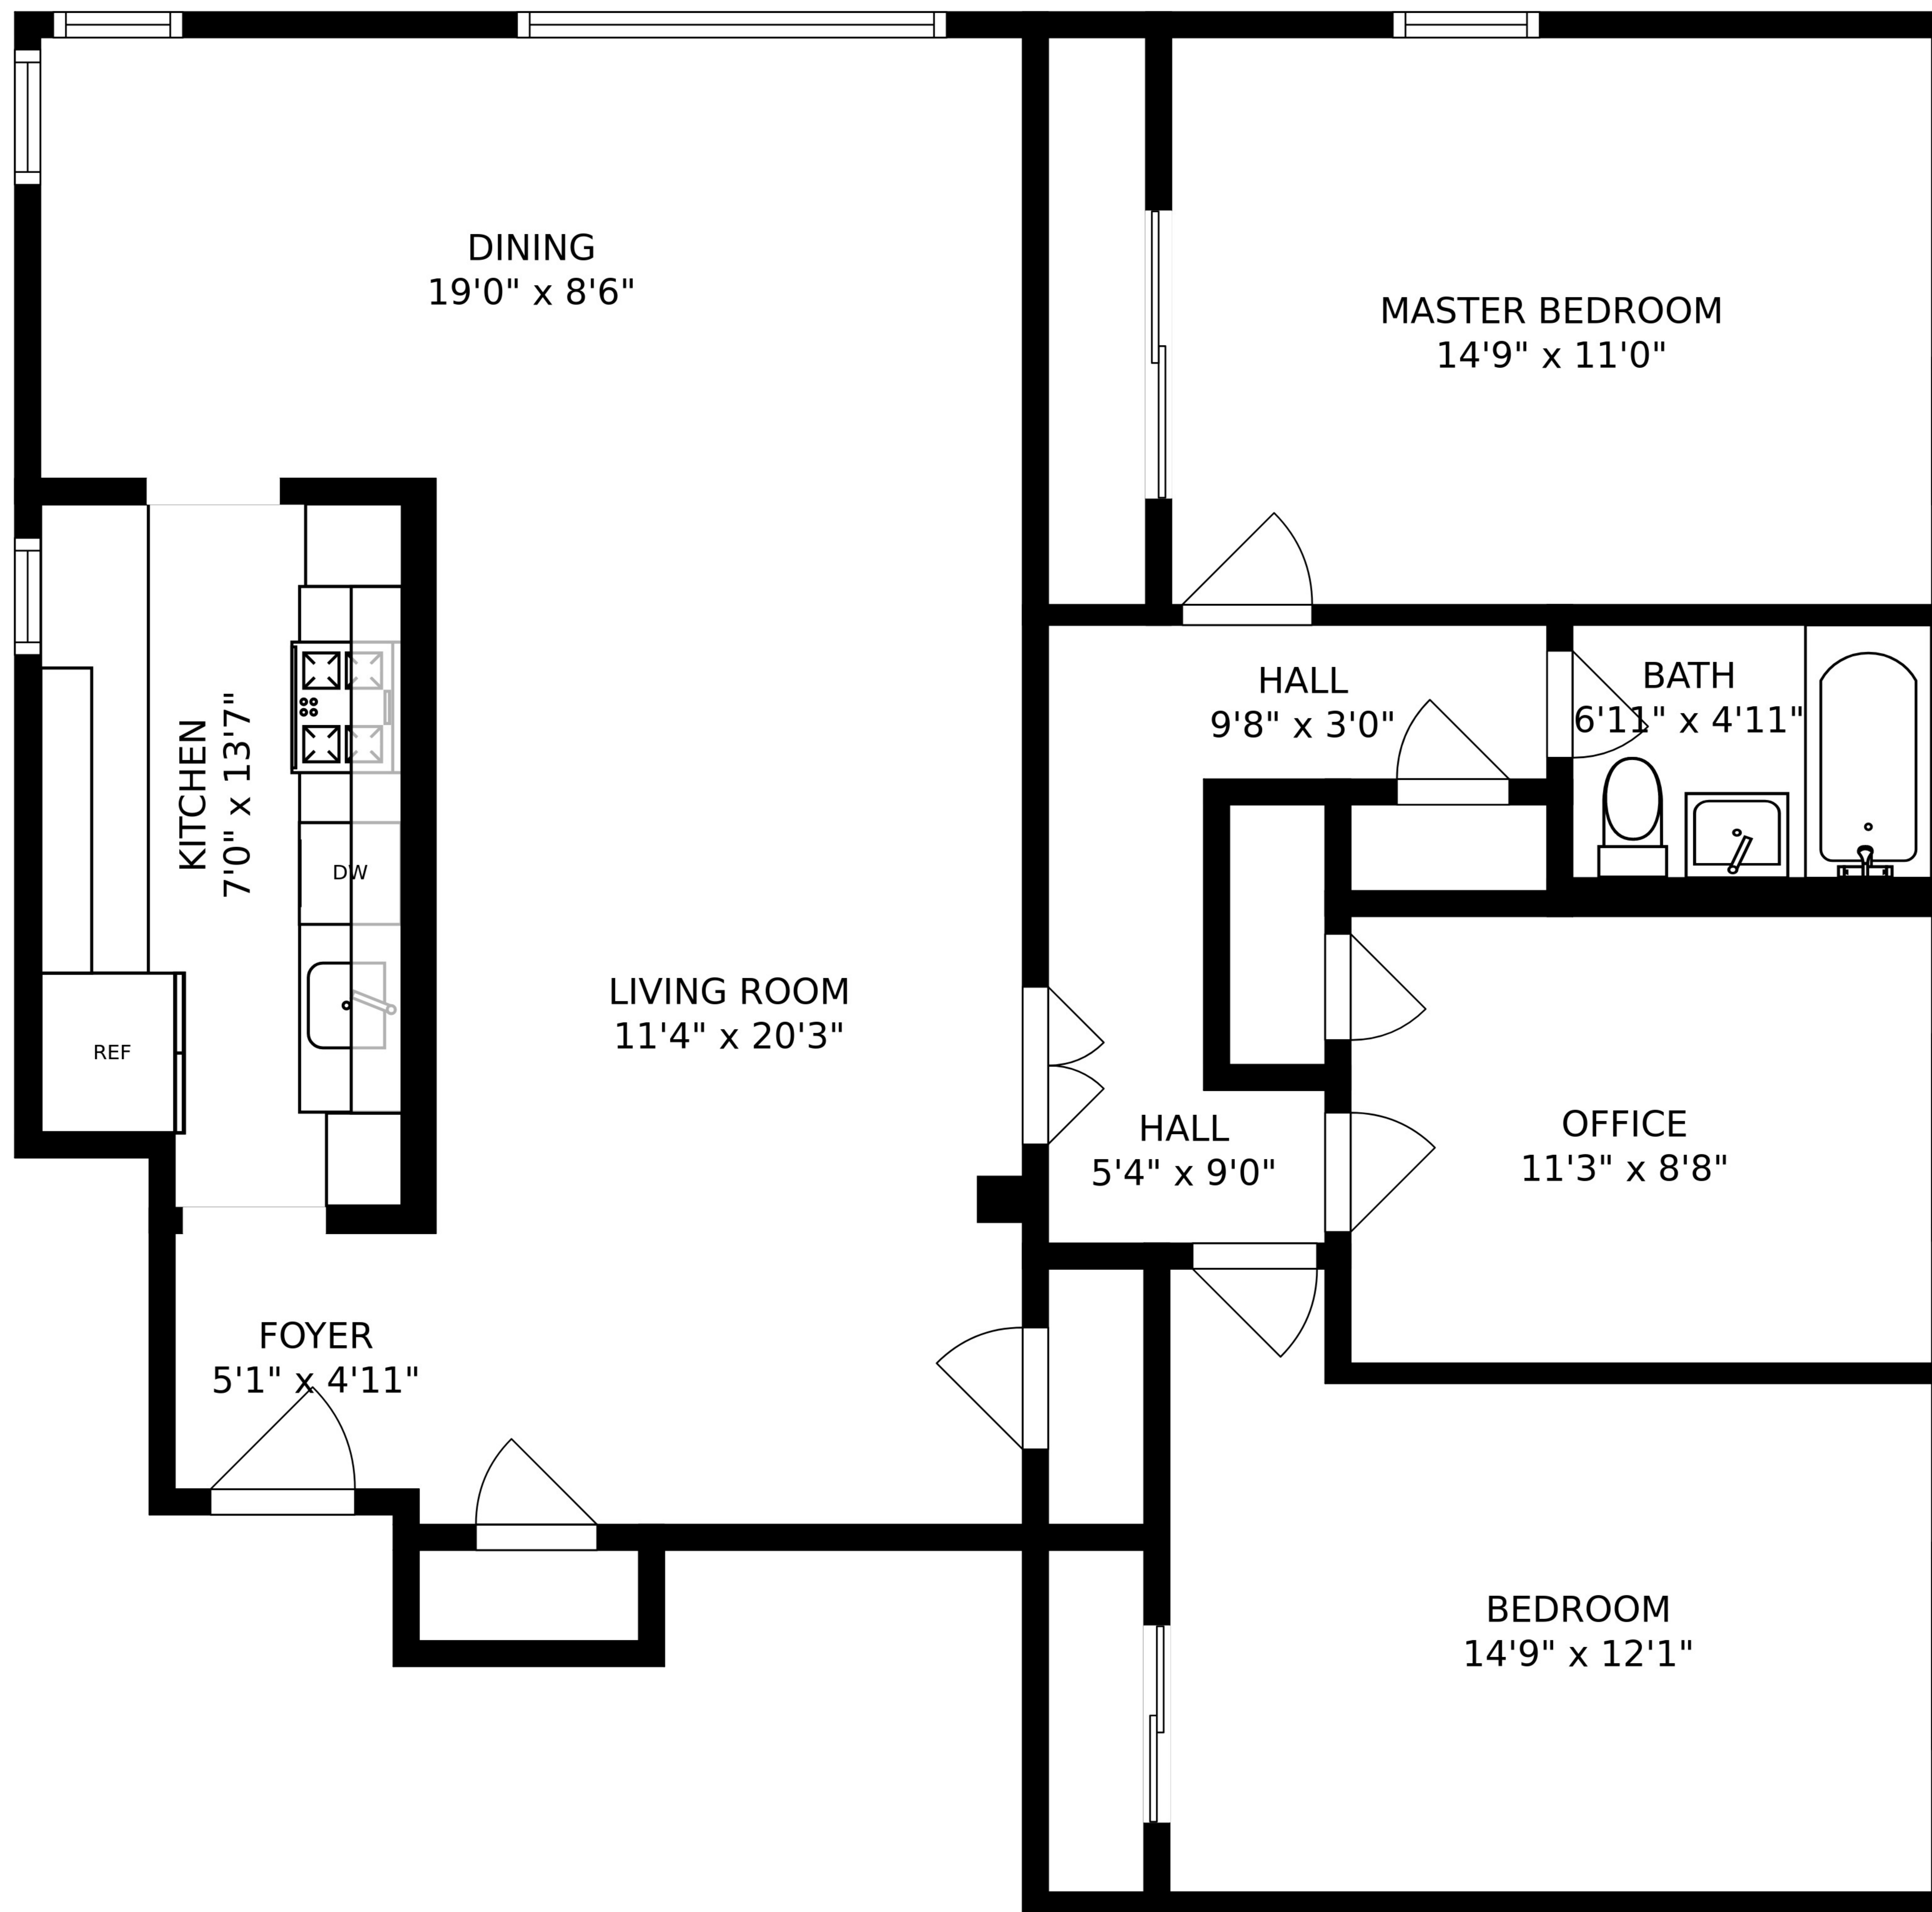 DINING
19'0" x 8'6"
MASTER BEDROOM
14'9" x 11'0"
HALL
9'8" x 3'0"
BATH
6'11" x 4'11"
KITCHEN
7'0" x 13'7"
DW
REF
LIVING ROOM
11'4" x 20'3"
HALL
5'4" x 9'0"
OFFICE
11'3" x 8'8"
FOYER
5'1" x 4'11"
BEDROOM
14'9" x 12'1"